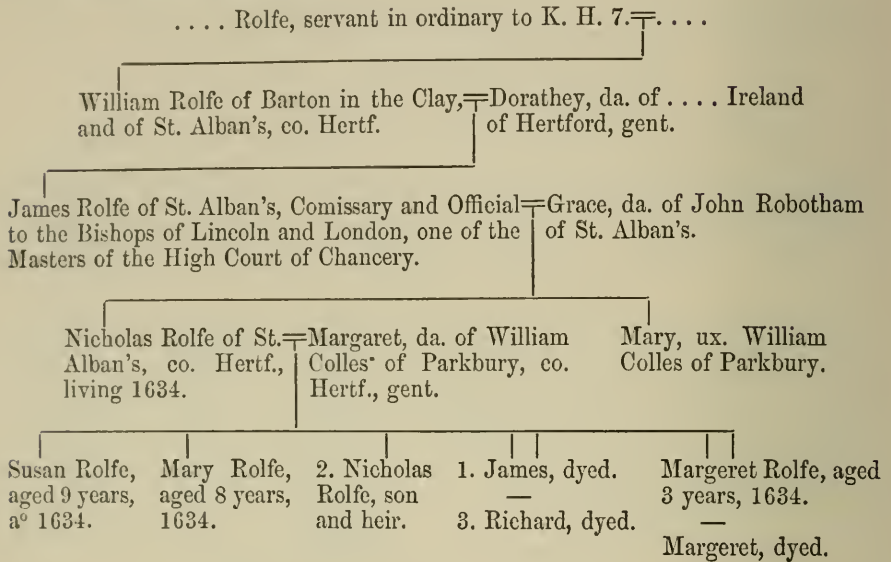 . . . . Rolfe, servant in ordinary to K. H. 7. . . . .
William Rolfe of Barton in the Clay,
and of St. Alban's, co. Hertf.
Dorathey, da. of . . . . Ireland
of Hertford, gent.
James Rolfe of St. Alban's, Comissary and Official
to the Bishops of Lincoln and London, one of the
Masters of the High Court of Chancery.
Grace, da. of John Robotham
of St. Alban's.
Nicholas Rolfe of St.
Alban's, co. Hertf.,
living 1634.
Margaret, da. of William
Colles of Parkbury, co.
Hertf., gent.
Mary, ux. William
Colles of Parkbury.
Susan Rolfe,
aged 9 years,
aº 1634.
Mary Rolfe,
aged 8 years,
1634.
2. Nicholas
Rolfe, son
and heir.
1. James, dyed.
—
3. Richard, dyed.
Margeret Rolfe, aged
3 years, 1634.
—
Margeret, dyed.